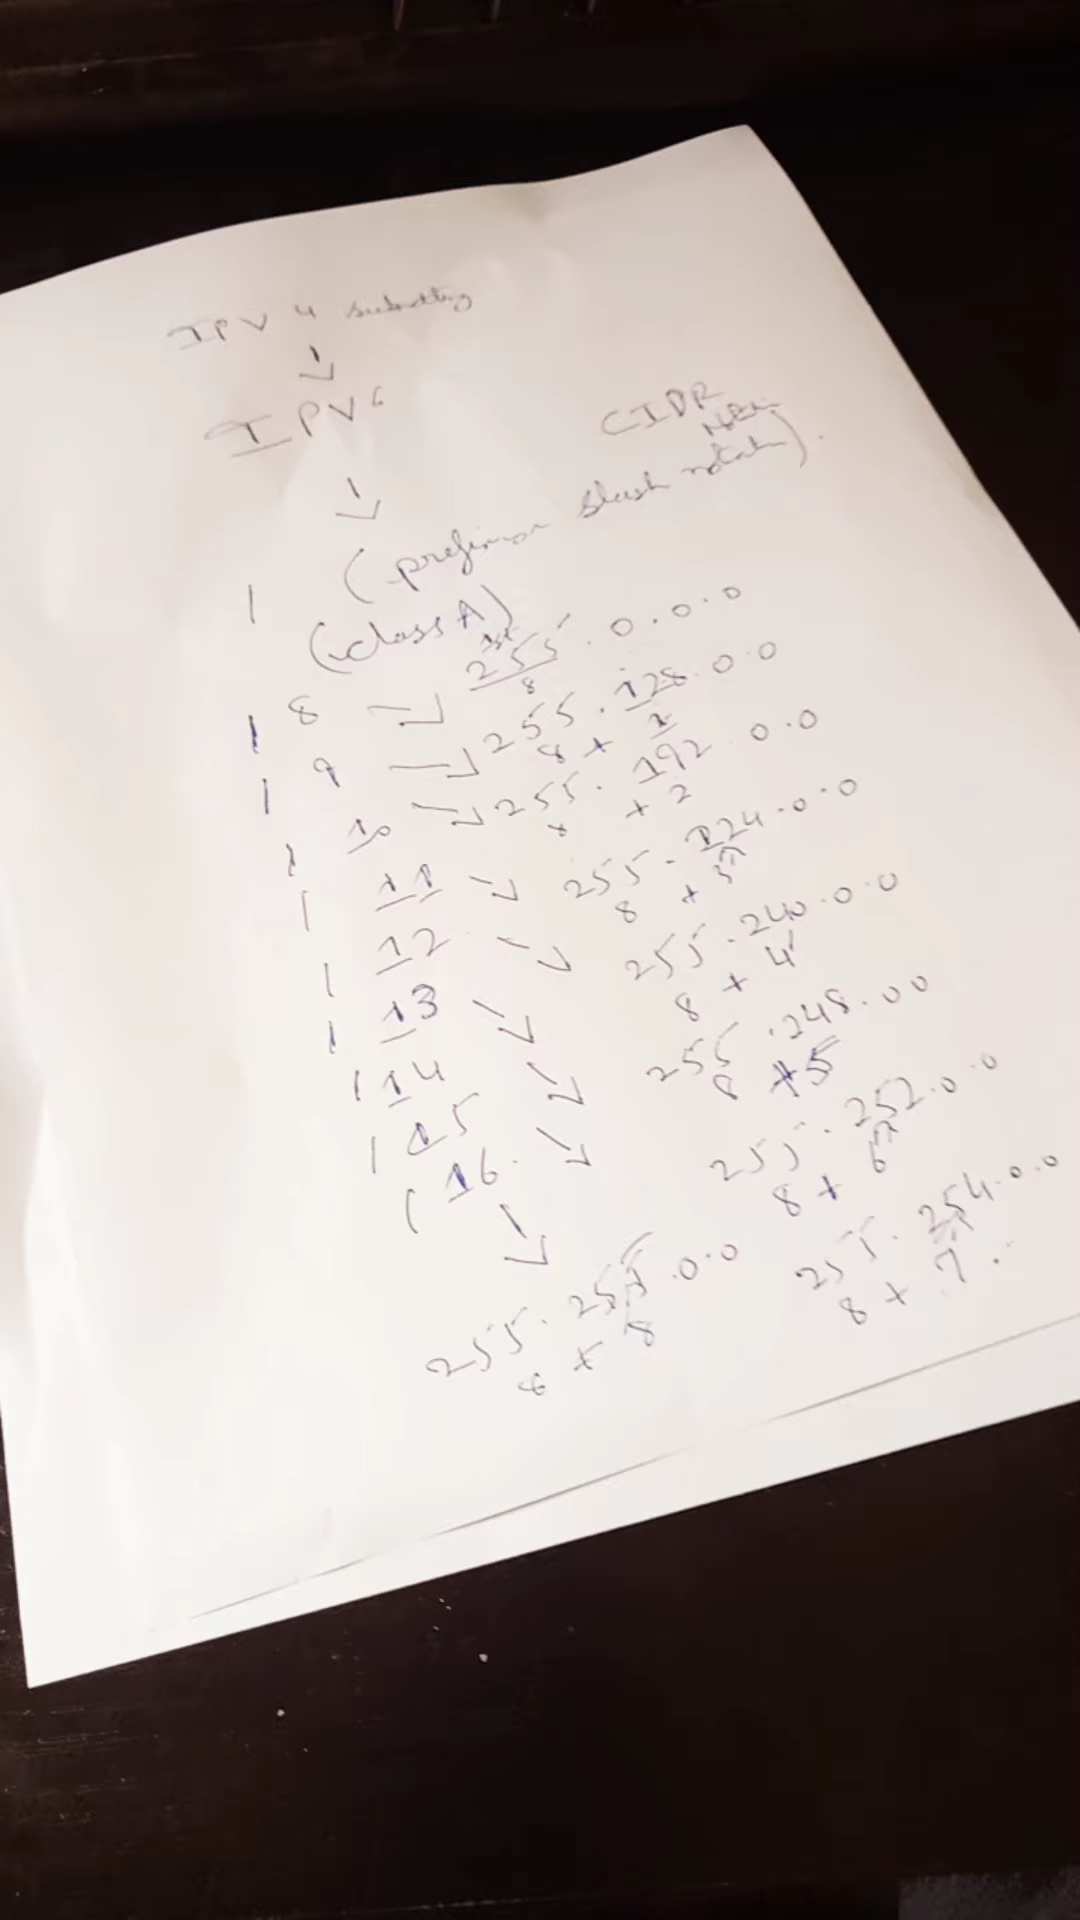 IPV 4 subnetting
↓
IPV6
↓
CIDR
(prefix or slash notation).
(class A)
1st
/ 8 → 255.0.0.0
8
/ 9 → 255.128.0.0
8 + 1
/ 10 → 255.192.0.0
8 + 2
/ 11 → 255.224.0.0
8 + 3
/ 12 → 255.240.0.0
8 + 4
/ 13 → 255.248.00
8 + 5
/ 14 → 255.252.0.0
8 + 6
/ 15 → 255.254.0.0
8 + 7.
/ 16.
↓
255.255.0.0
8 + 8